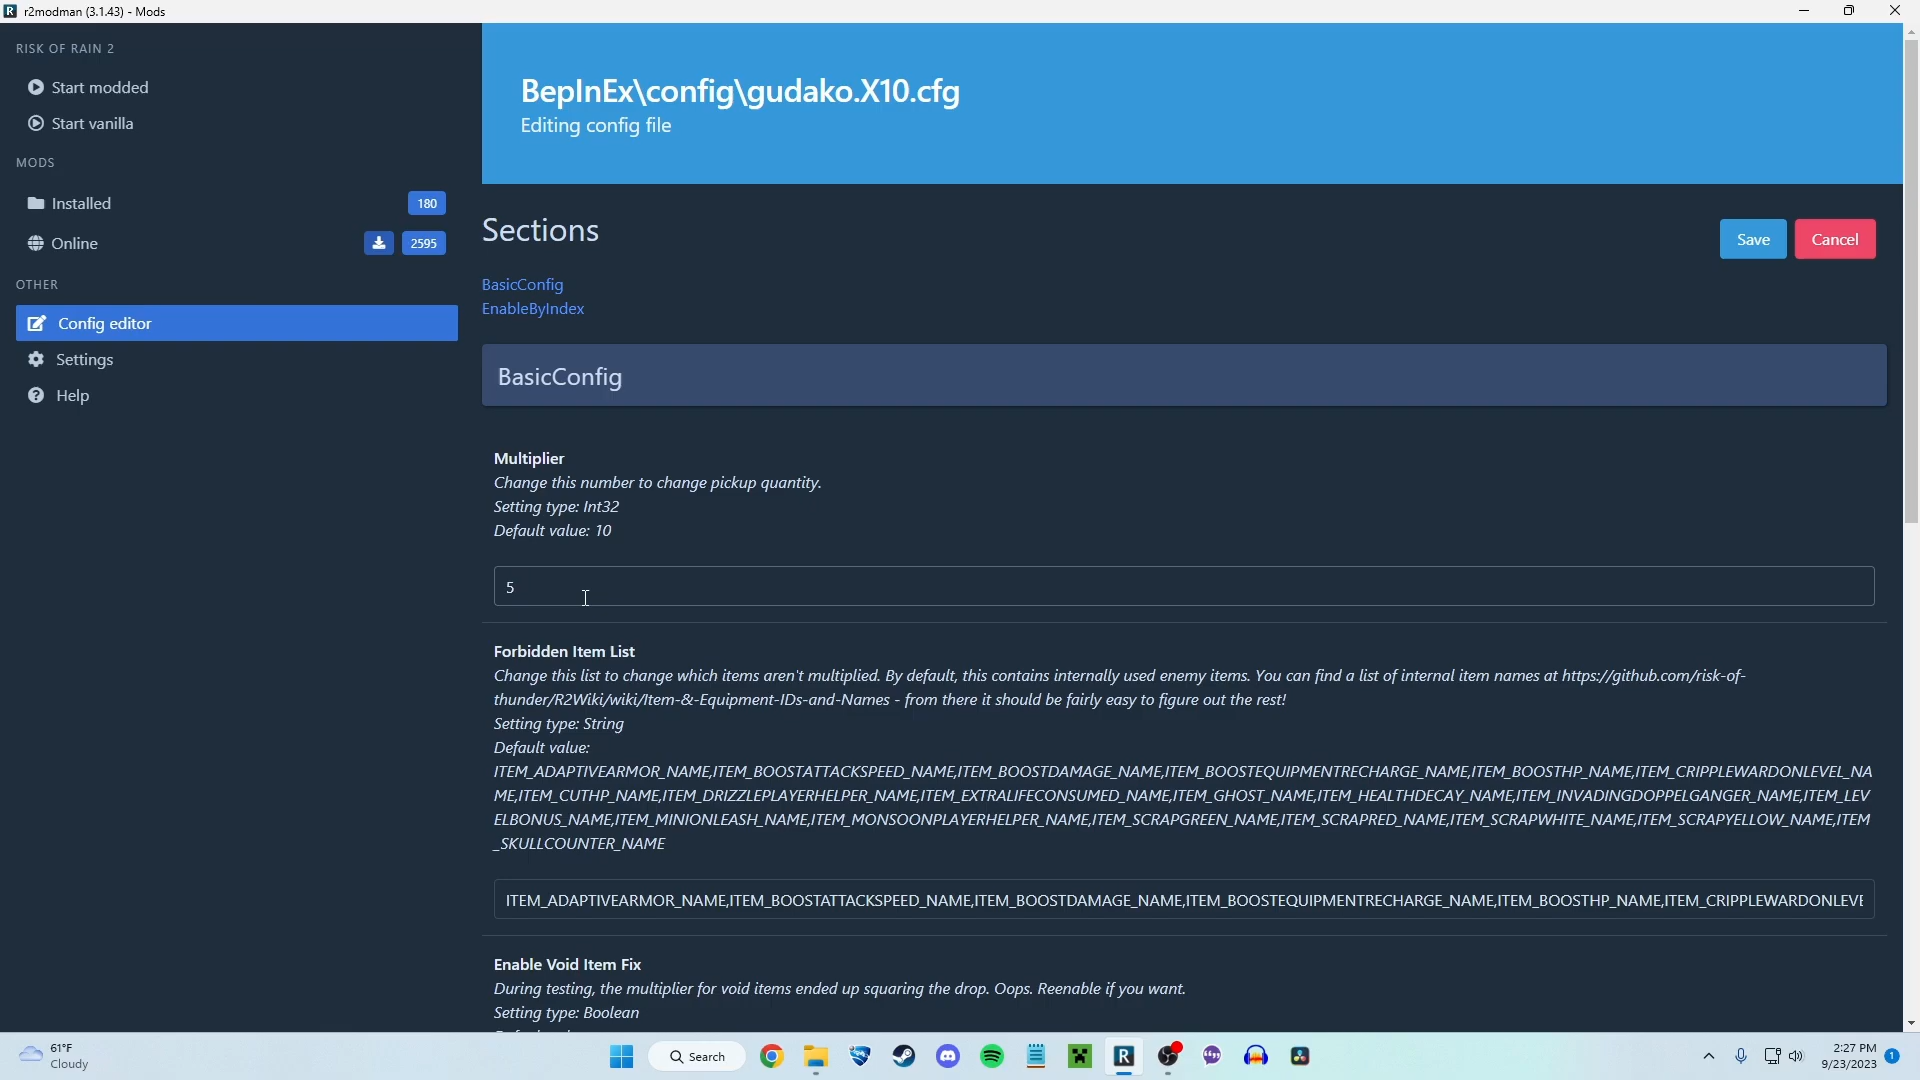 r2modman (3.1.43) - Mods
RISK OF RAIN 2
Start modded
Start vanilla
MODS
Installed 180
Online 2595
OTHER
Config editor
Settings
Help
BepInEx\config\gudako.X10.cfg
Editing config file
Sections
Save Cancel
BasicConfig
EnableByIndex
BasicConfig
Multiplier
Change this number to change pickup quantity.
Setting type: Int32
Default value: 10
5
Forbidden Item List
Change this list to change which items aren't multiplied. By default, this contains internally used enemy items. You can find a list of internal item names at https://github.com/risk-of-
thunder/R2Wiki/wiki/Item-&-Equipment-IDs-and-Names - from there it should be fairly easy to figure out the rest!
Setting type: String
Default value:
ITEM_ADAPTIVEARMOR_NAME,ITEM_BOOSTATTACKSPEED_NAME,ITEM_BOOSTDAMAGE_NAME,ITEM_BOOSTEQUIPMENTRECHARGE_NAME,ITEM_BOOSTHP_NAME,ITEM_CRIPPLEWARDONLEVEL_NA
ME,ITEM_CUTHP_NAME,ITEM_DRIZZLEPLAYERHELPER_NAME,ITEM_EXTRALIFECONSUMED_NAME,ITEM_GHOST_NAME,ITEM_HEALTHDECAY_NAME,ITEM_INVADINGDOPPELGANGER_NAME,ITEM_LEV
ELBONUS_NAME,ITEM_MINIONLEASH_NAME,ITEM_MONSOONPLAYERHELPER_NAME,ITEM_SCRAPGREEN_NAME,ITEM_SCRAPRED_NAME,ITEM_SCRAPWHITE_NAME,ITEM_SCRAPYELLOW_NAME,ITEM
_SKULLCOUNTER_NAME
ITEM_ADAPTIVEARMOR_NAME,ITEM_BOOSTATTACKSPEED_NAME,ITEM_BOOSTDAMAGE_NAME,ITEM_BOOSTEQUIPMENTRECHARGE_NAME,ITEM_BOOSTHP_NAME,ITEM_CRIPPLEWARDONLEVE
Enable Void Item Fix
During testing, the multiplier for void items ended up squaring the drop. Oops. Reenable if you want.
Setting type: Boolean
61°F
Cloudy
Search
2:27 PM
9/23/2023
1